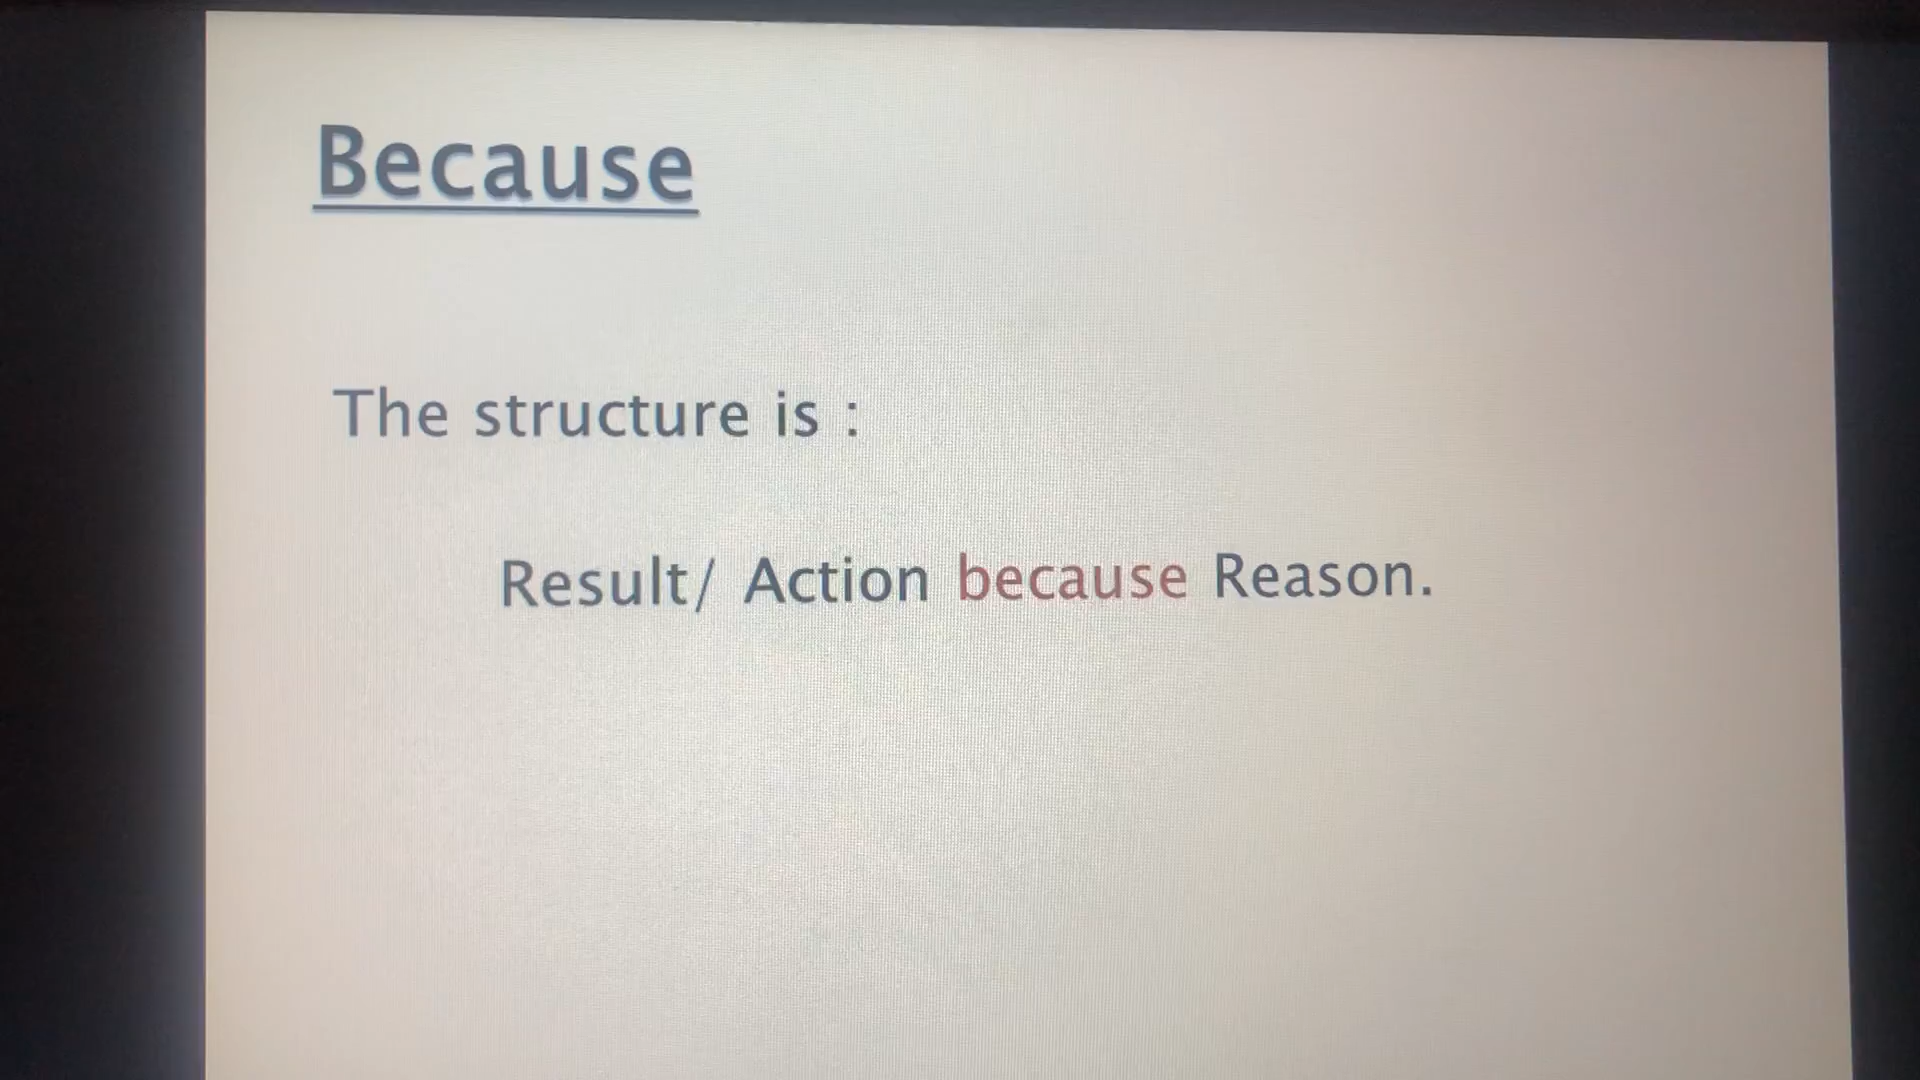 Because
The structure is :
Result/ Action because Reason.